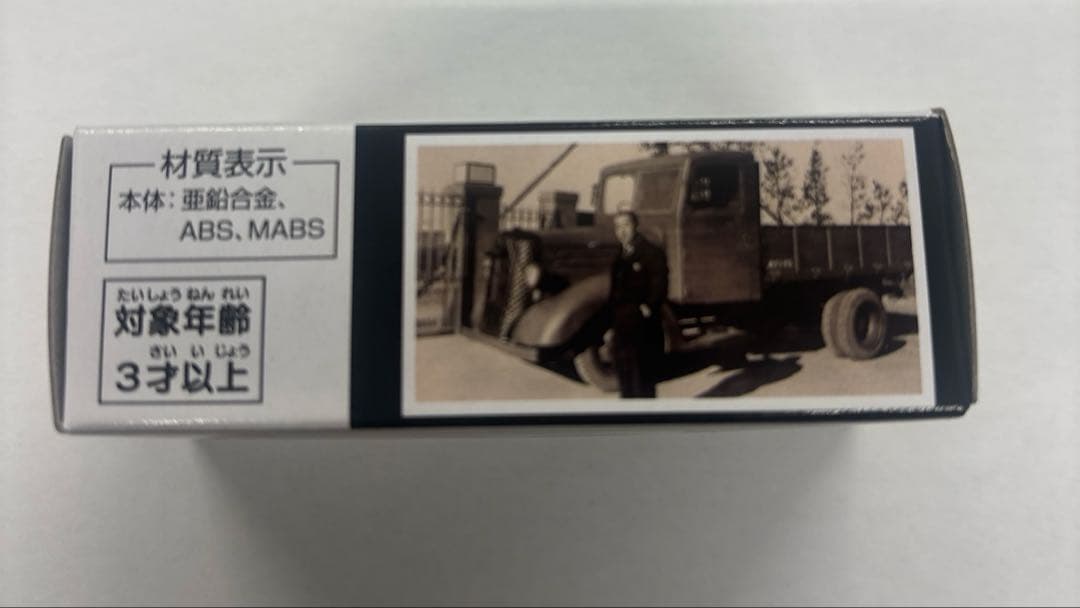 材質表示
本体：亜鉛合金、
ABS、MABS
たいしょうねんれい
対象年齢
さいいじょう
3才以上